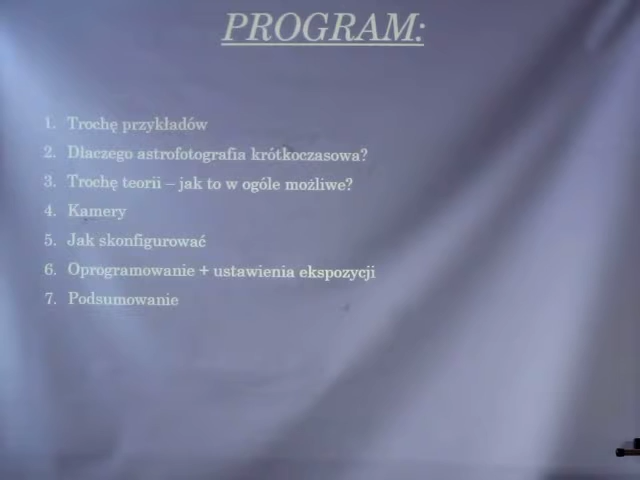 PROGRAM:
1. Trochę przykładów
2. Dlaczego astrofotografia krótkoczasowa?
3. Trochę teorii – jak to w ogóle możliwe?
4. Kamery
5. Jak skonfigurować
6. Oprogramowanie + ustawienia ekspozycji
7. Podsumowanie